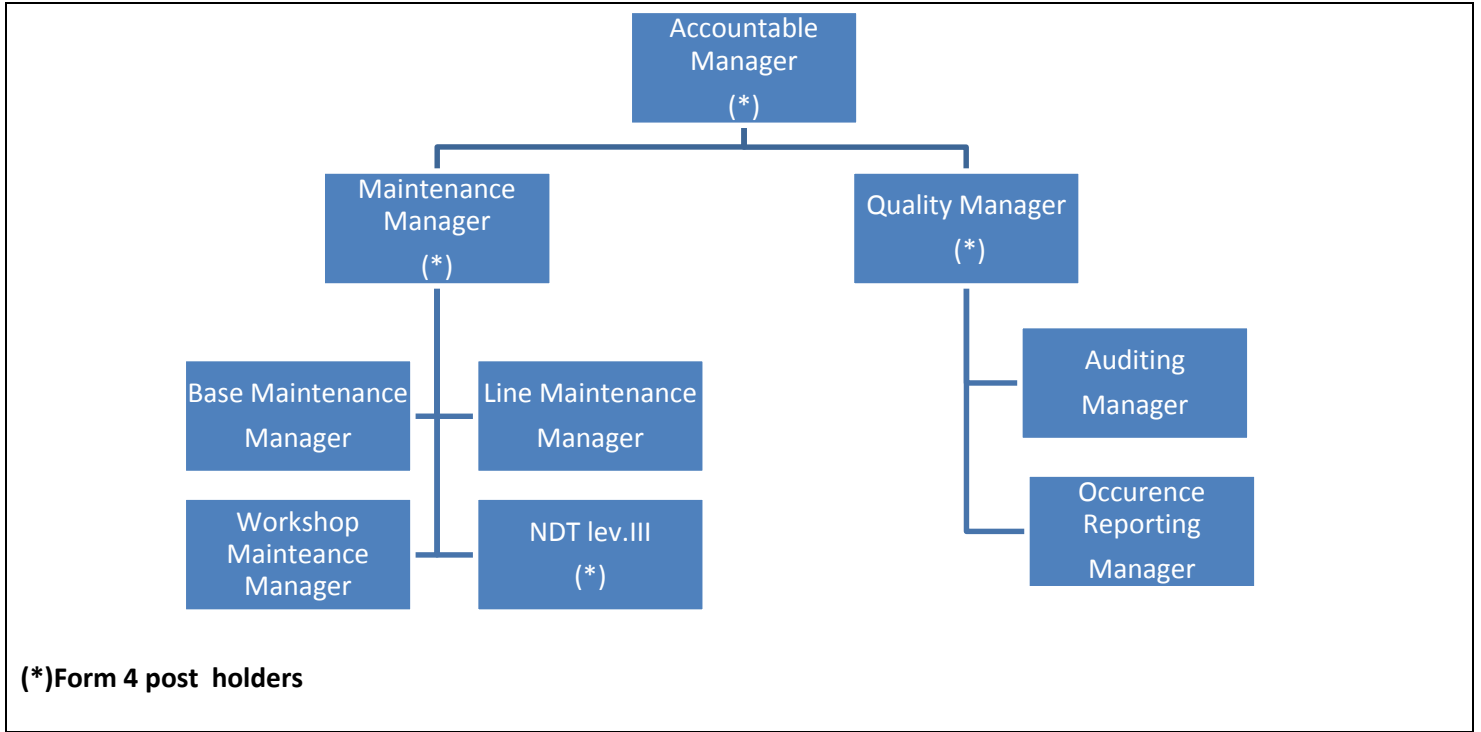 Accountable
Manager
(*)
Maintenance
Manager
(*)
Quality Manager
(*)
Base Maintenance
Manager
Line Maintenance
Manager
Auditing
Manager
Workshop
Mainteance
Manager
NDT lev.III
(*)
Occurence
Reporting
Manager
(*)Form 4 post holders